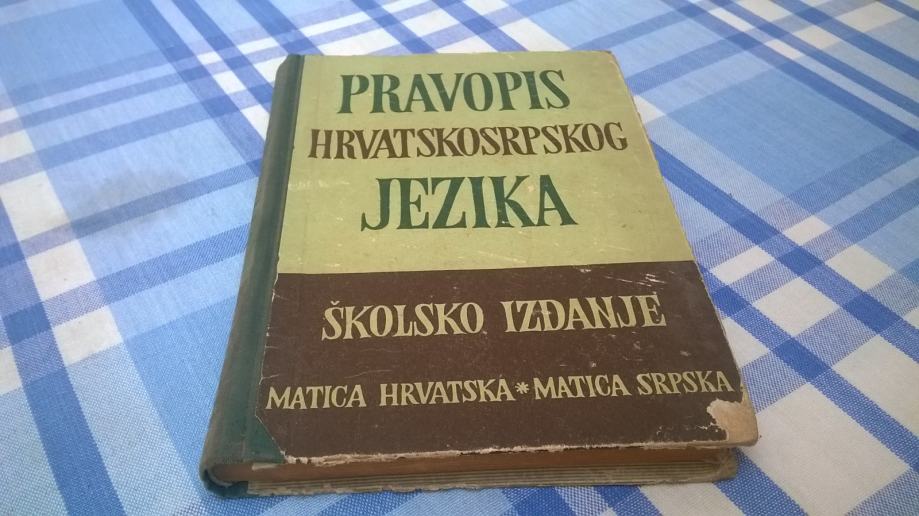 PRAVOPIS
HRVATSKOSRPSKOG
JEZIKA
ŠKOLSKO IZDANJE
MATICA HRVATSKA * MATICA SRPSKA